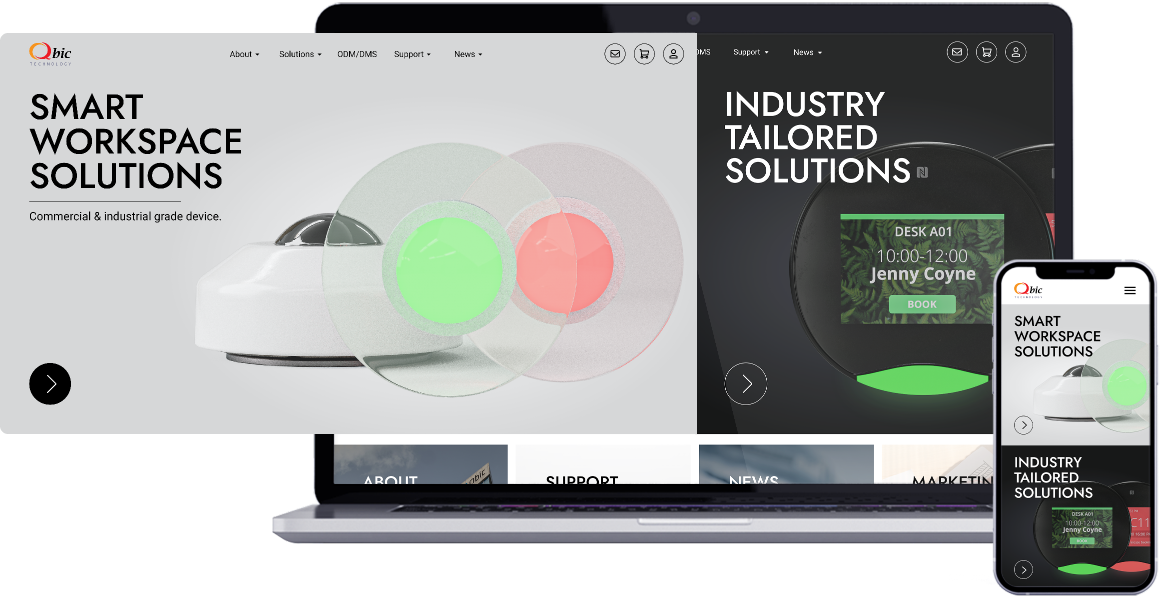 Qbic
TECHNOLOGY
About
Solutions
ODM/DMS
Support
News
SMART
WORKSPACE
SOLUTIONS
Commercial & industrial grade device.
DMS
Support
News
INDUSTRY
TAILORED
SOLUTIONS
DESK A01
10:00-12:00
Jenny Coyne
BOOK
ABOUT
SUPPORT
NEWS
MARKETIN
Qbic
SMART
WORKSPACE
SOLUTIONS
INDUSTRY
TAILORED
SOLUTIONS
DESK A01
10:00-12:00
Jenny Coyne
BOOK
C11